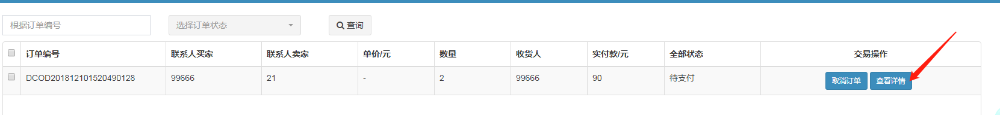 根据订单编号 选择订单状态 查询
订单编号 联系人买家 联系人卖家 单价/元 数量 收货人 实付款/元 全部状态 交易操作
DCOD201812101520490128 99666 21 - 2 99666 90 待支付 取消订单 查看详情